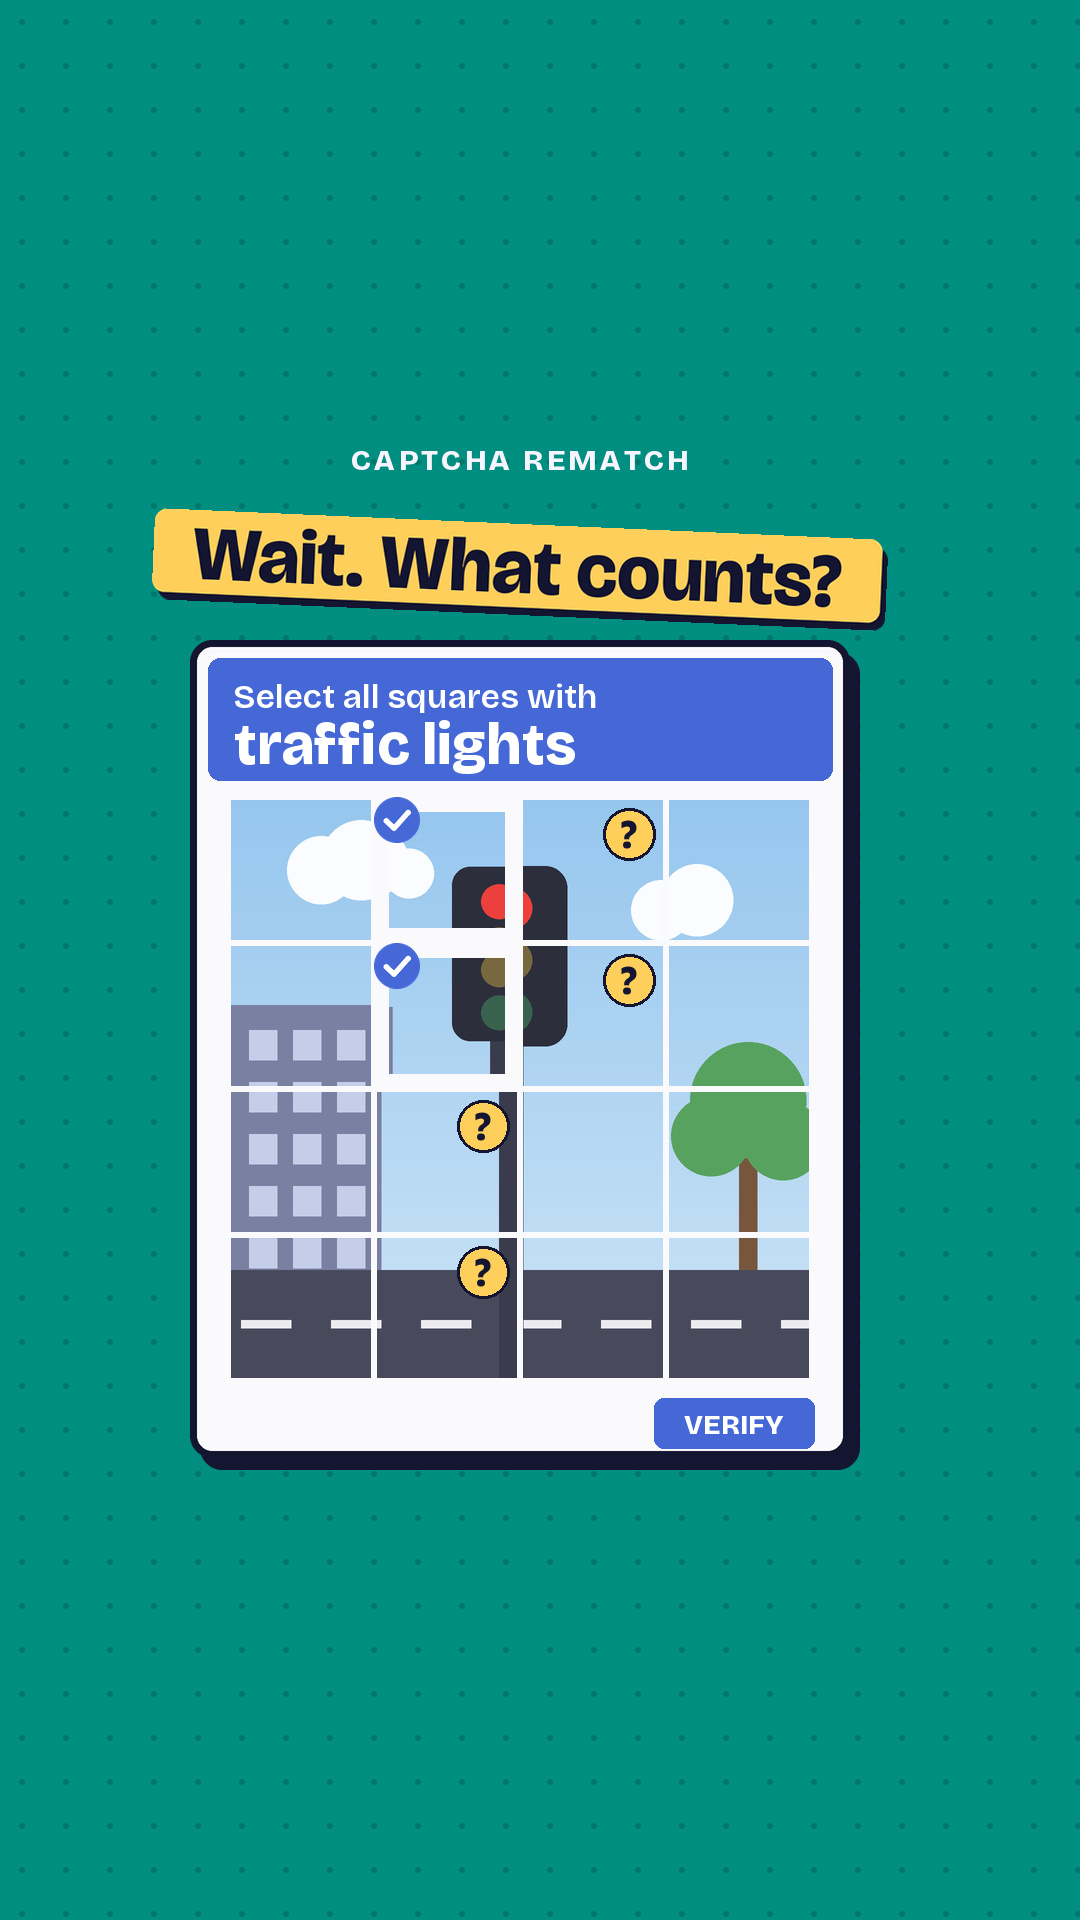 CAPTCHA REMATCH
Wait. What counts?
Select all squares with
traffic lights
?
?
?
?
VERIFY